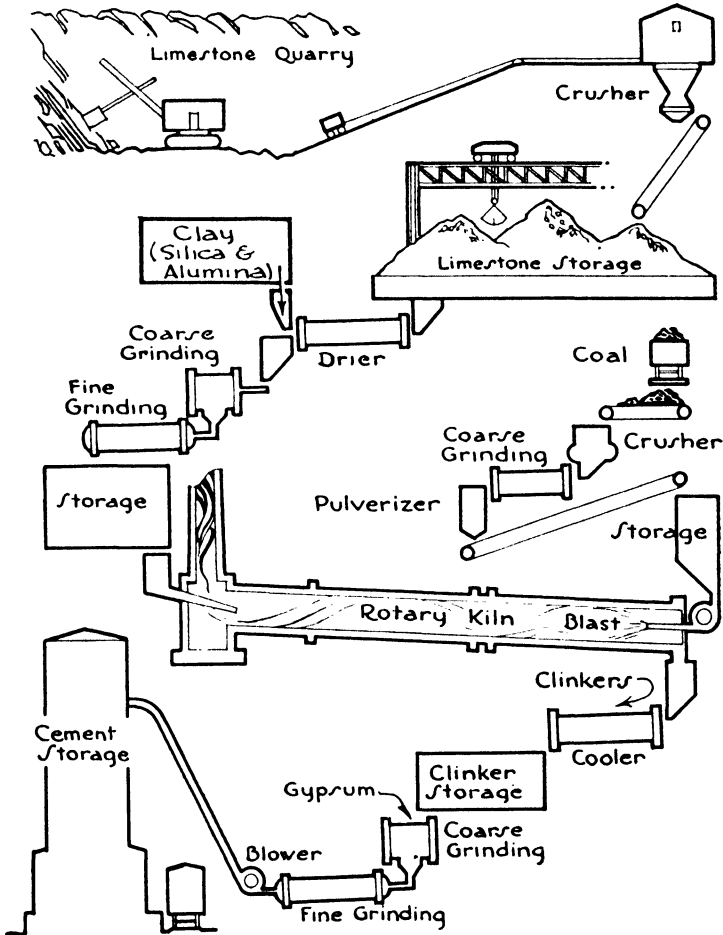 Limestone Quarry
Crusher
Clay
(Silica &
Alumina)
Limestone Storage
Coarse
Grinding
Drier
Coal
Fine
Grinding
Coarse
Grinding
Crusher
Storage
Pulverizer
Storage
Rotary Kiln
Blast
Clinkers
Cement
Storage
Cooler
Clinker
Storage
Gypsum
Coarse
Grinding
Blower
Fine Grinding